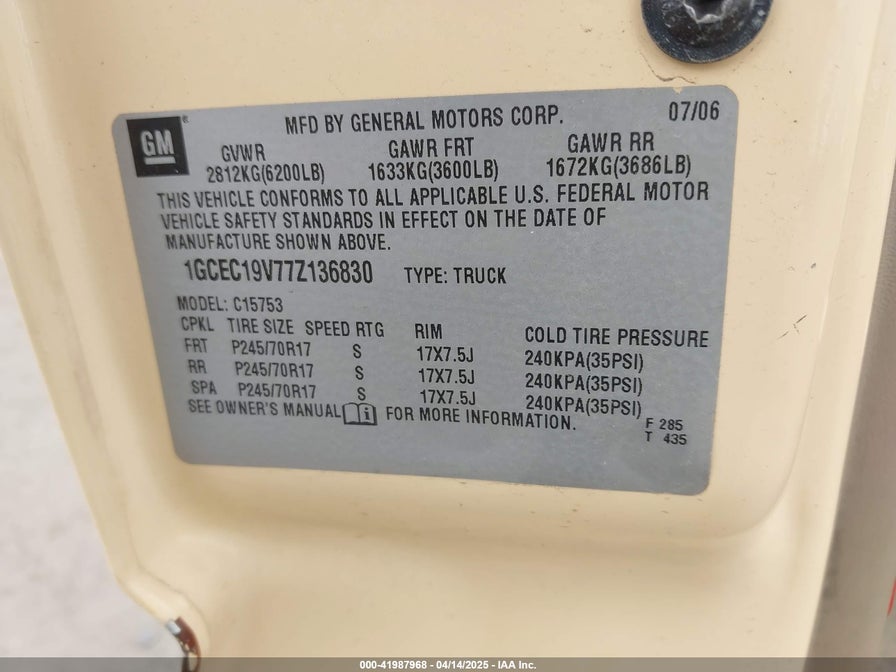 GM
MFD BY GENERAL MOTORS CORP. 07/06
GVWR GAWR FRT GAWR RR
2812KG(6200LB) 1633KG(3600LB) 1672KG(3686LB)
THIS VEHICLE CONFORMS TO ALL APPLICABLE U.S. FEDERAL MOTOR
VEHICLE SAFETY STANDARDS IN EFFECT ON THE DATE OF
MANUFACTURE SHOWN ABOVE.
1GCEC19V77Z136830 TYPE: TRUCK
MODEL: C15753
CPKL TIRE SIZE SPEED RTG RIM COLD TIRE PRESSURE
FRT P245/70R17 S 17X7.5J 240KPA(35PSI)
RR P245/70R17 S 17X7.5J 240KPA(35PSI)
SPA P245/70R17 S 17X7.5J 240KPA(35PSI)
SEE OWNER'S MANUAL i FOR MORE INFORMATION.
F 285
T 435
000-41987968 - 04/14/2025 - IAA Inc.